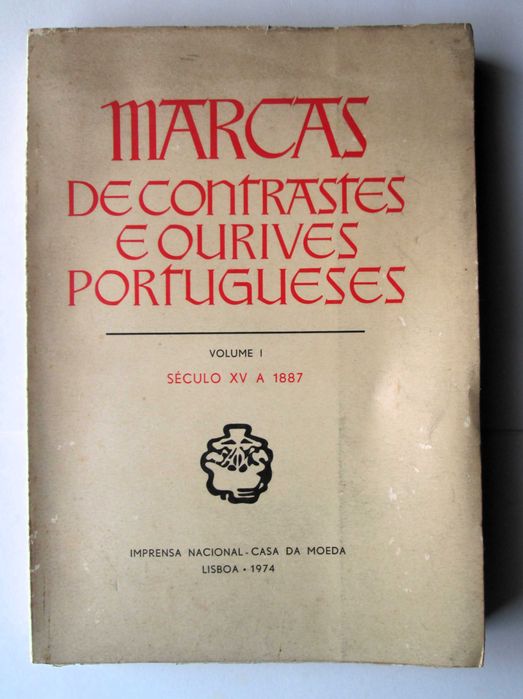 MARCAS
DE CONTRASTES
E OURIVES
PORTUGUESES
VOLUME I
SÉCULO XV A 1887
IMPRENSA NACIONAL - CASA DA MOEDA
LISBOA • 1974